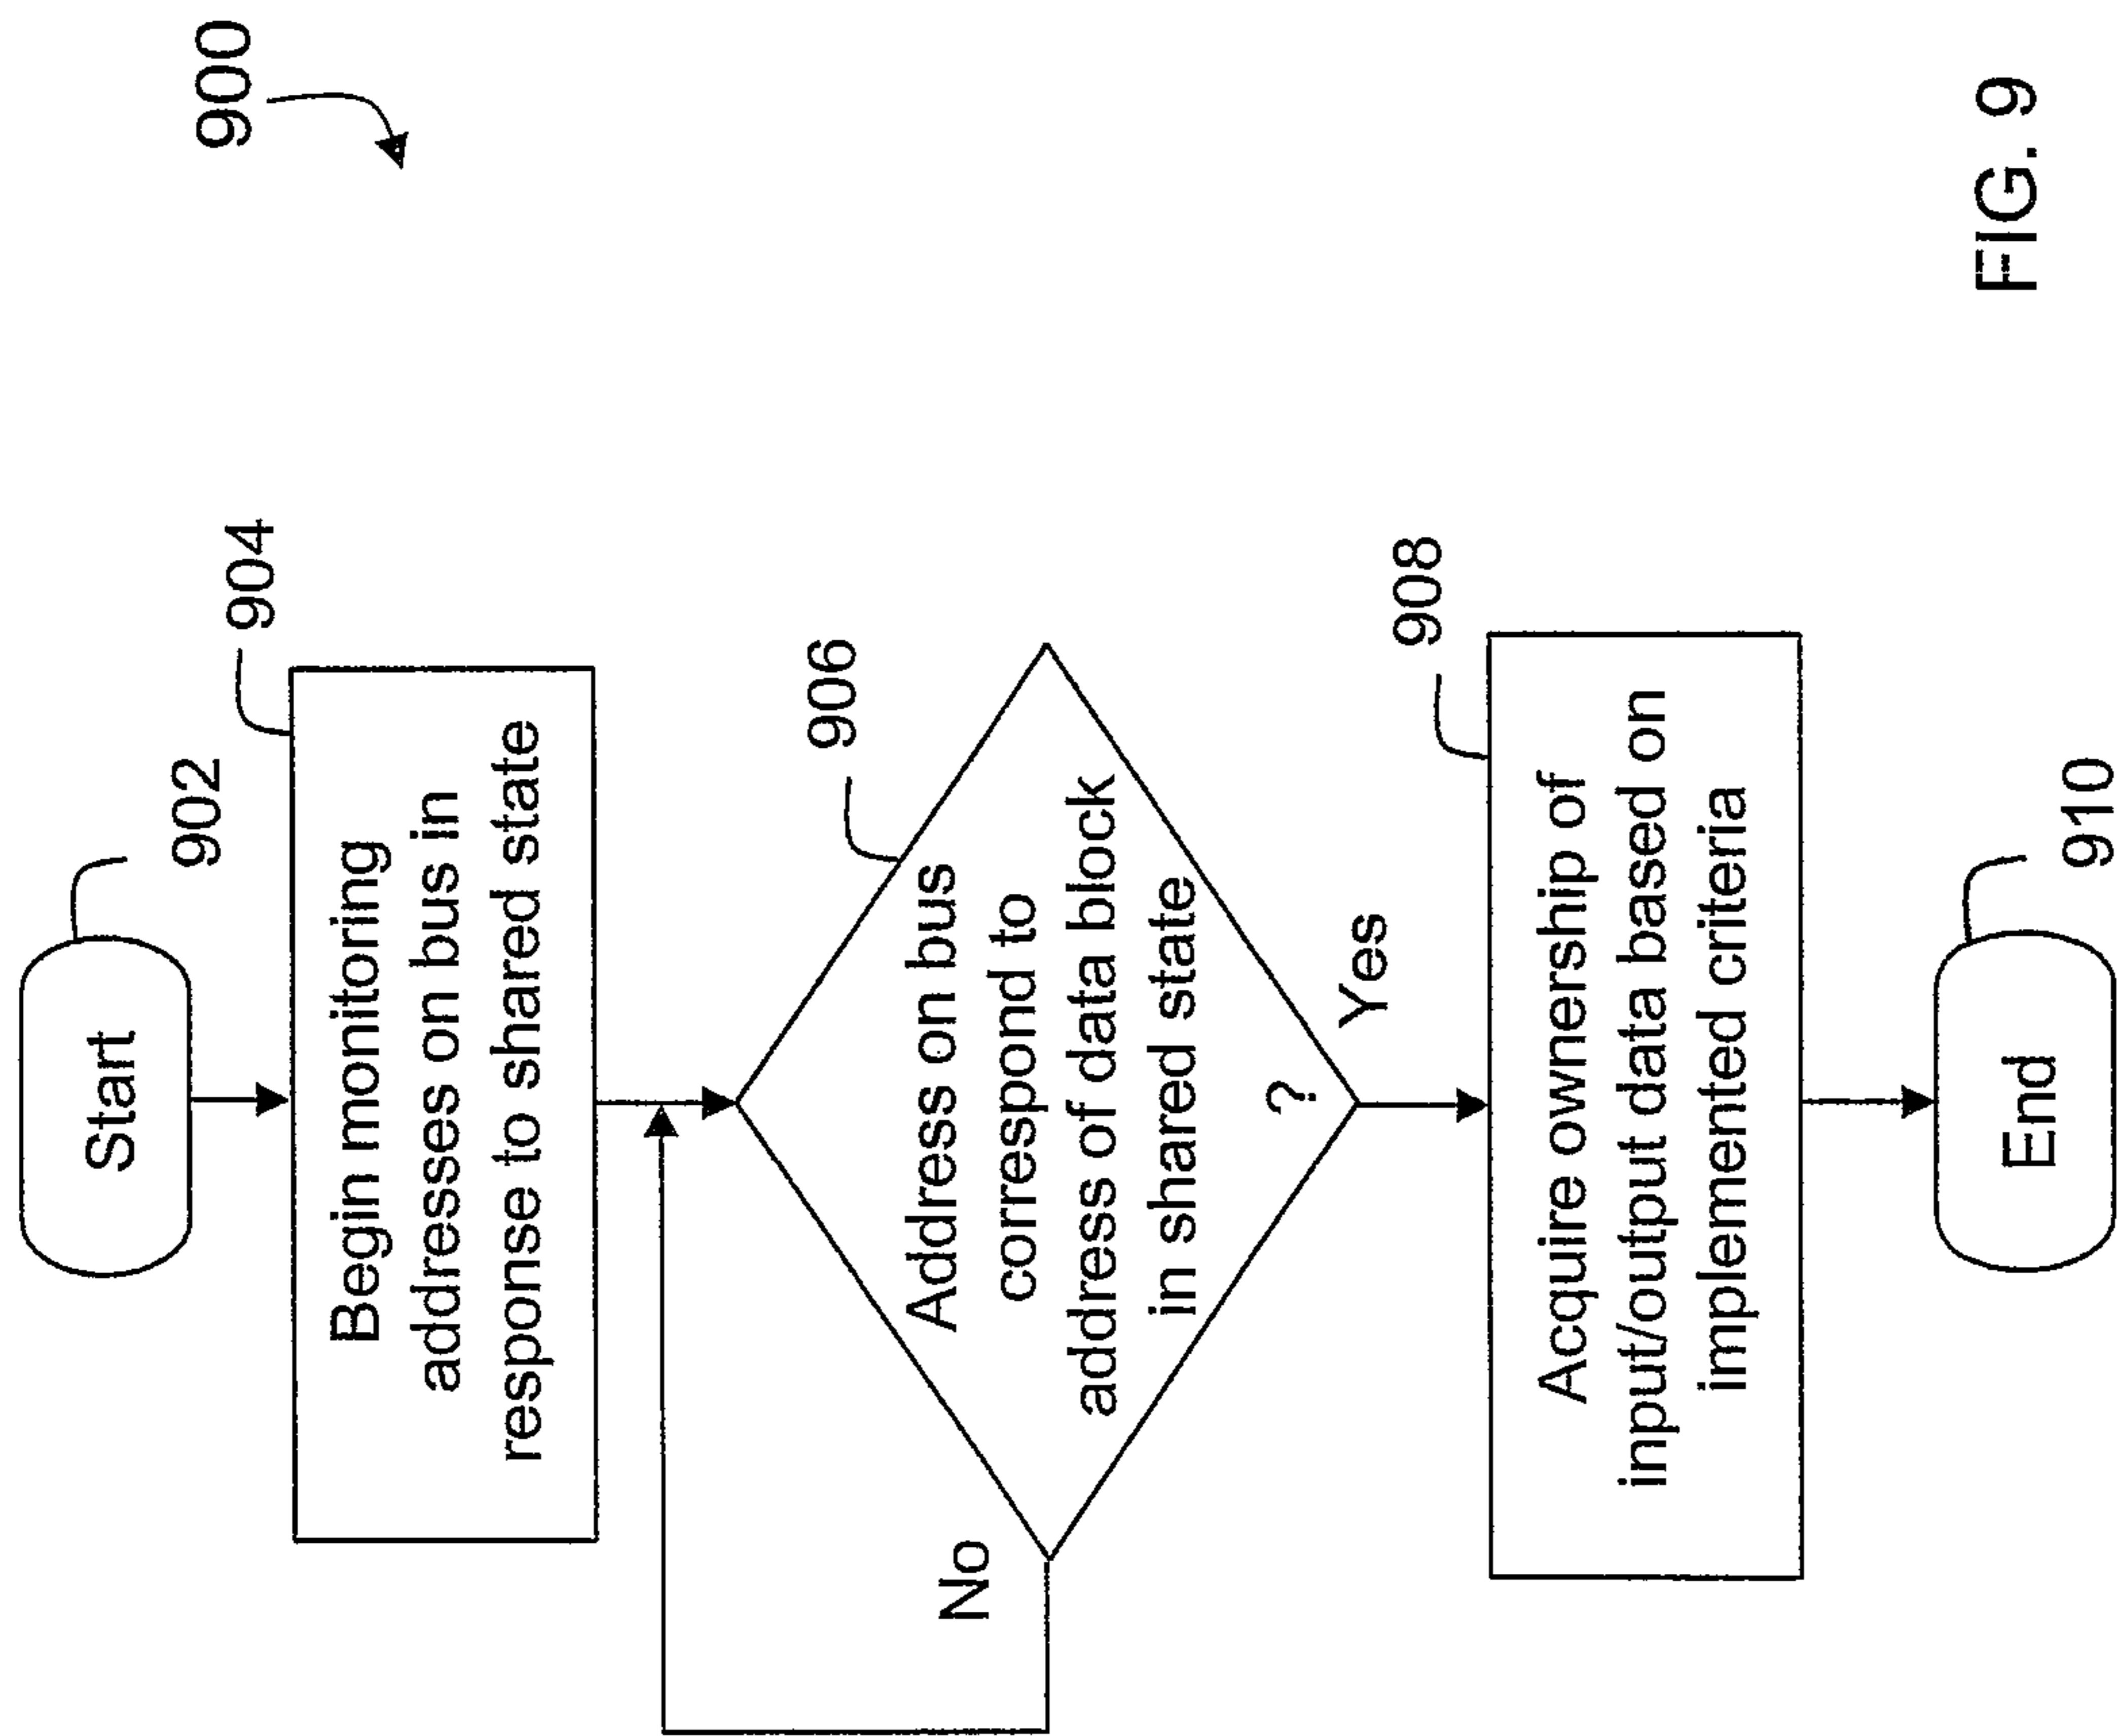 900
Start
902
904
Begin monitoring
addresses on bus in
response to shared state
906
Address on bus
correspond to
address of data block
in shared state
?
No
Yes
908
Acquire ownership of
input/output data based on
implemented criteria
End
910
FIG. 9